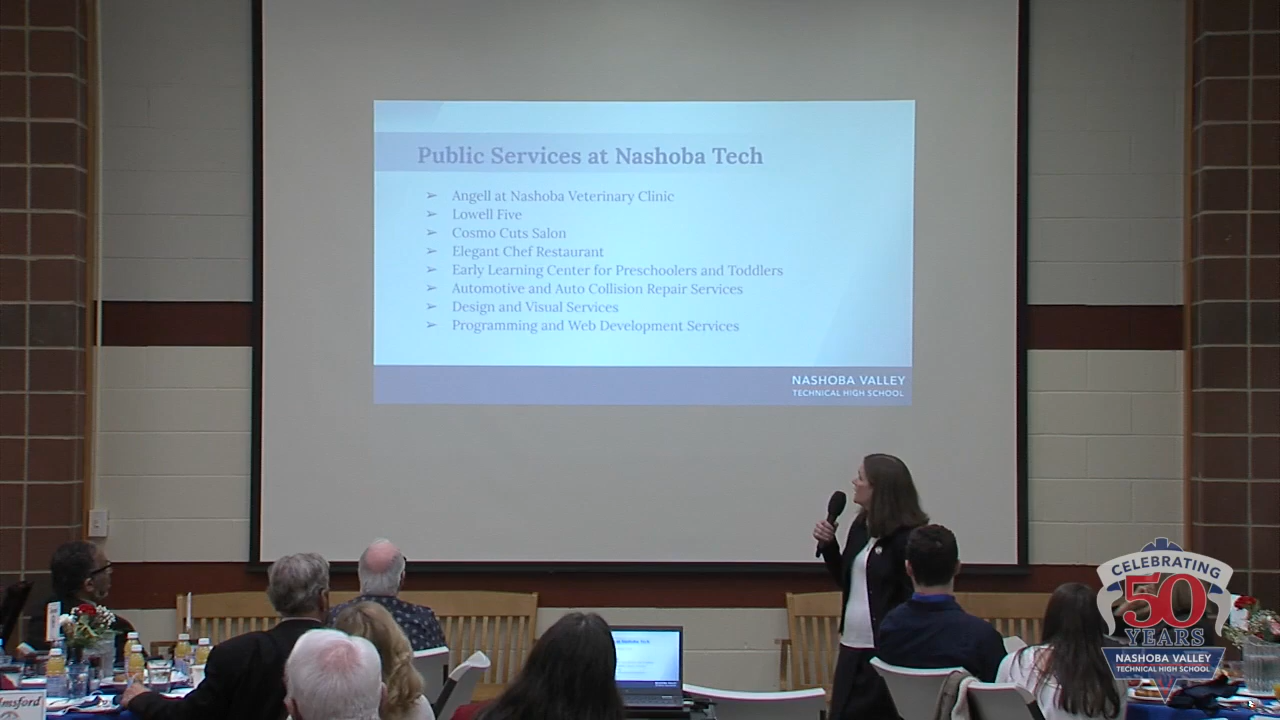 Public Services at Nashoba Tech
➢ Angell at Nashoba Veterinary Clinic
➢ Lowell Five
➢ Cosmo Cuts Salon
➢ Elegant Chef Restaurant
➢ Early Learning Center for Preschoolers and Toddlers
➢ Automotive and Auto Collision Repair Services
➢ Design and Visual Services
➢ Programming and Web Development Services
NASHOBA VALLEY
TECHNICAL HIGH SCHOOL
CELEBRATING
50
YEARS
NASHOBA VALLEY
TECHNICAL HIGH SCHOOL